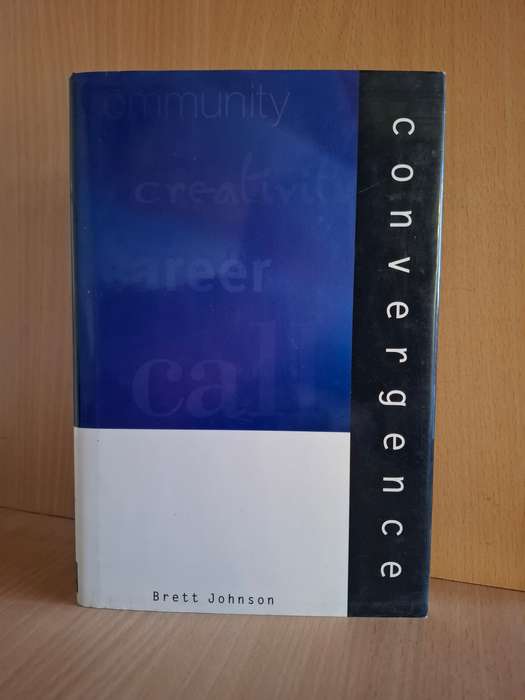 community
creativity
career
call
convergence
Brett Johnson